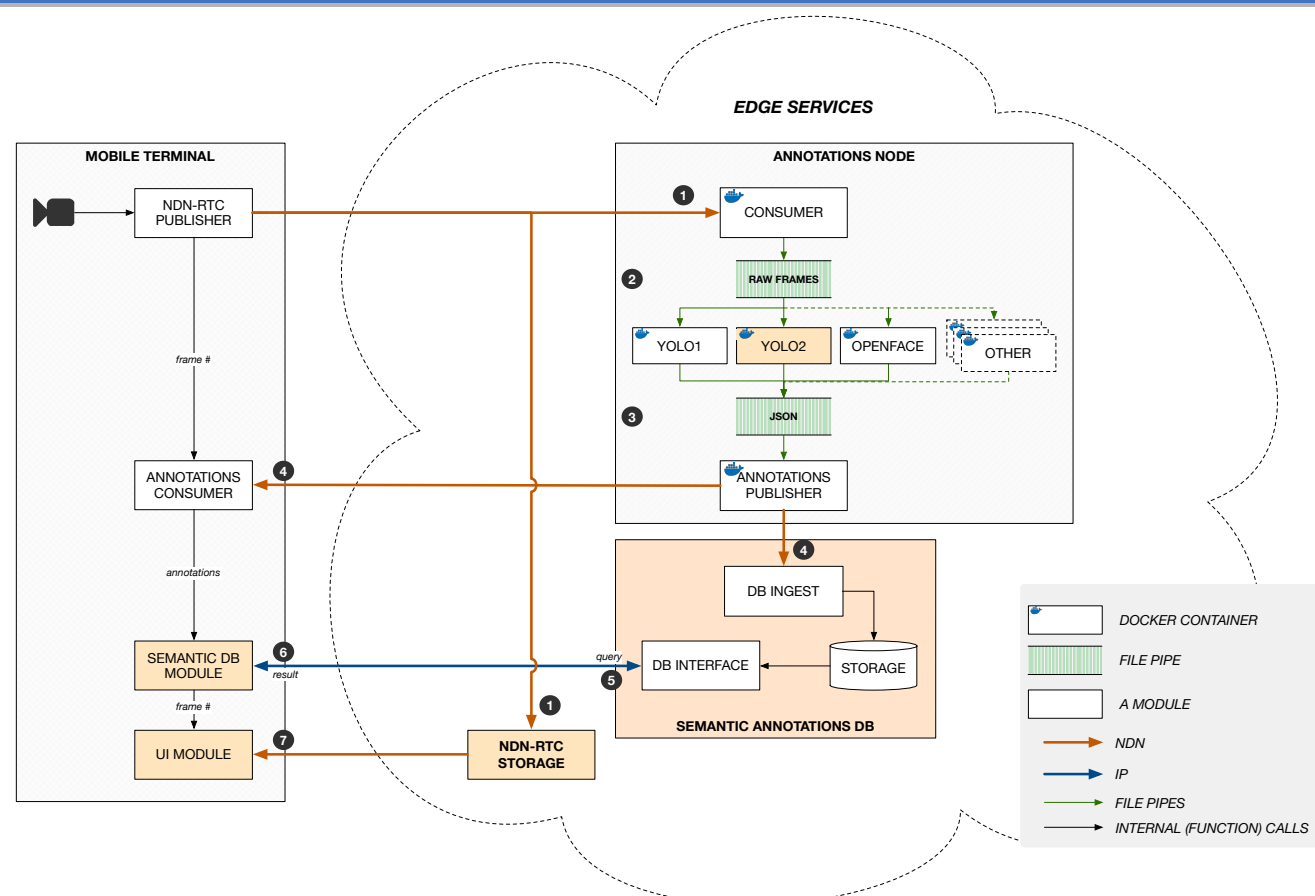 EDGE SERVICES
MOBILE TERMINAL
ANNOTATIONS NODE
NDN-RTC
PUBLISHER
1
CONSUMER
2
RAW FRAMES
YOLO1
YOLO2
OPENFACE
OTHER
frame #
3
JSON
ANNOTATIONS
CONSUMER
4
ANNOTATIONS
PUBLISHER
4
annotations
DB INGEST
SEMANTIC DB
MODULE
6
result
query
5
DB INTERFACE
STORAGE
frame #
1
SEMANTIC ANNOTATIONS DB
UI MODULE
7
NDN-RTC
STORAGE
DOCKER CONTAINER
FILE PIPE
A MODULE
NDN
IP
FILE PIPES
INTERNAL (FUNCTION) CALLS